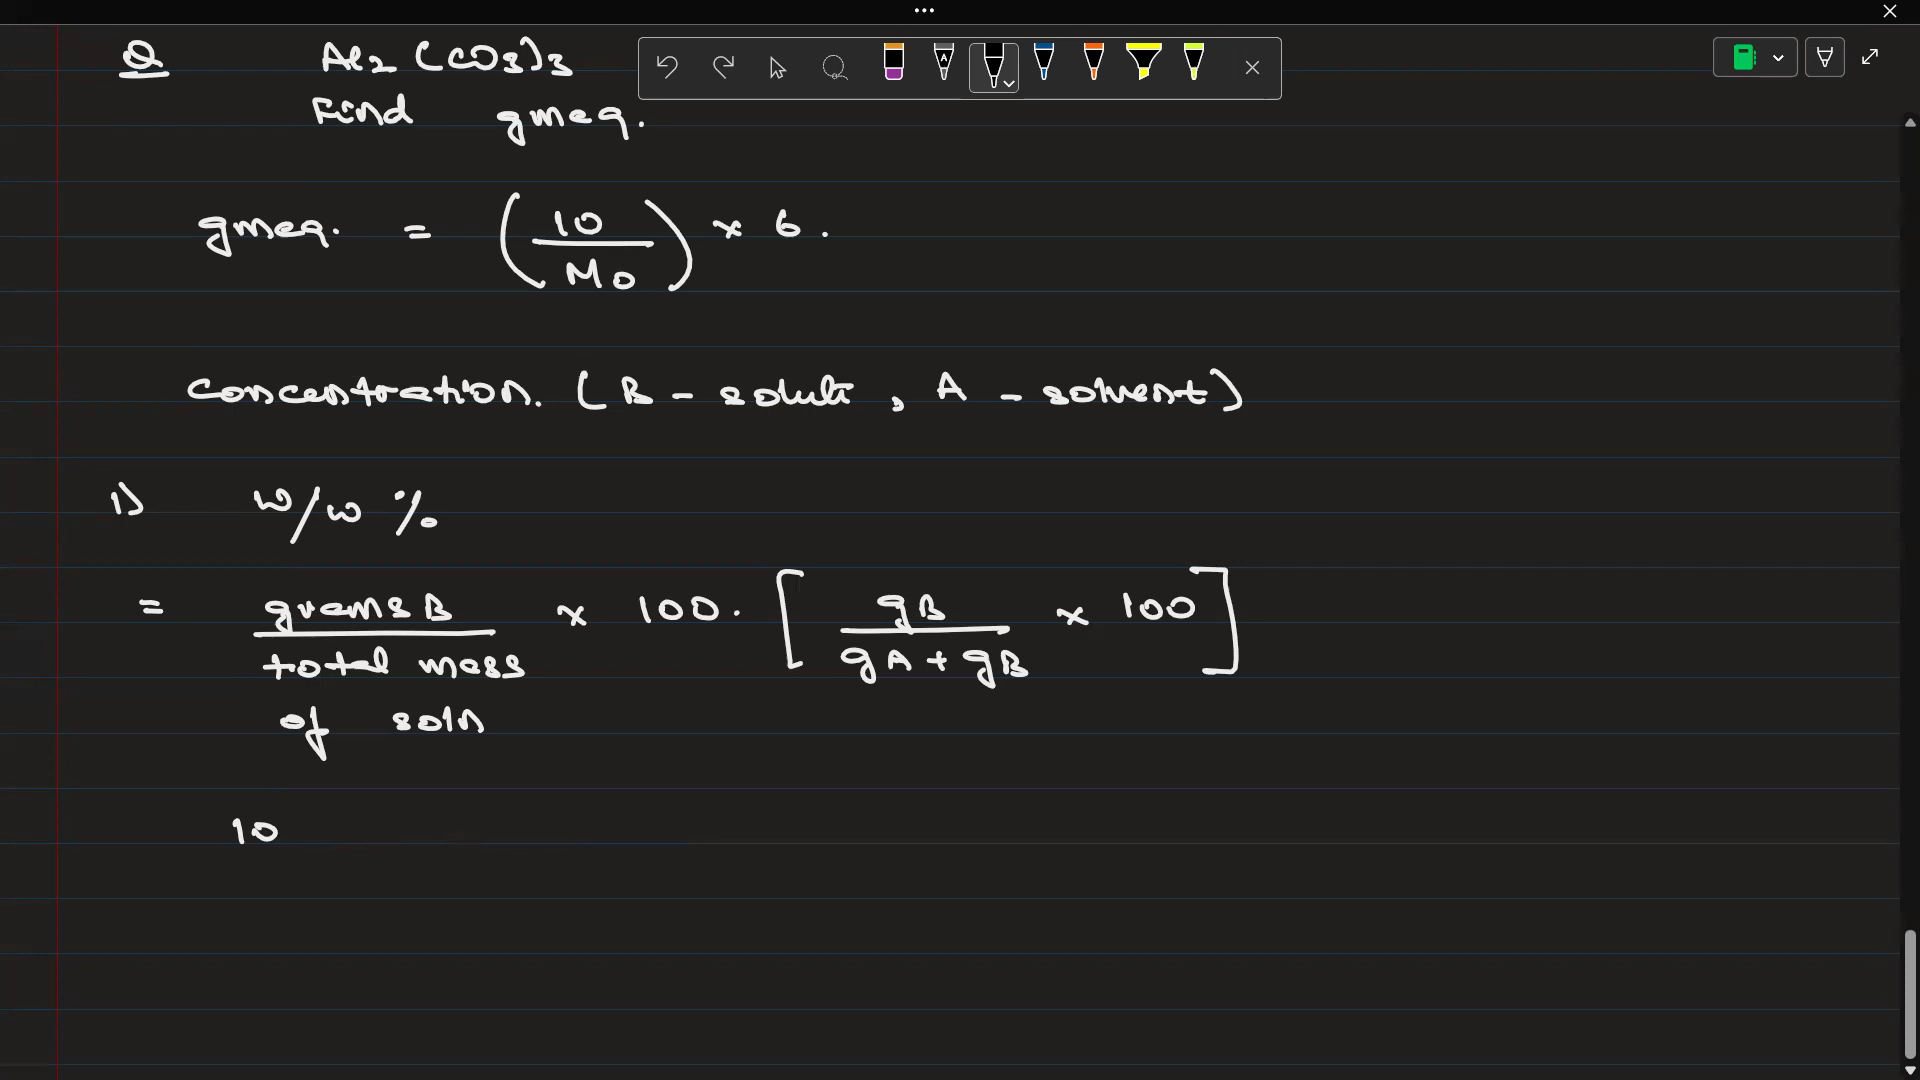 Q Al2 (CO3)3
Find gmeq.
gmeq. = (10/M0) × 6.
Concentration. (B - solute, A - solvent)
1) w/w %
= grams B / total mass of soln × 100. [gB / gA + gB × 100]
10